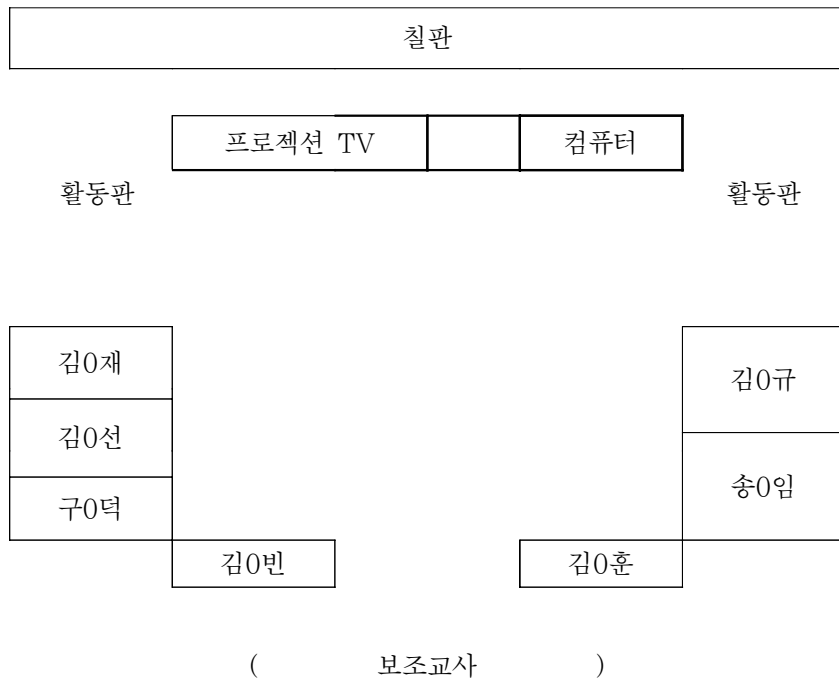 칠판
프로젝션 TV 컴퓨터
활동판 활동판
김0재 김0규
김0선
송0임
구0덕
김0빈 김0훈
( 보조교사 )